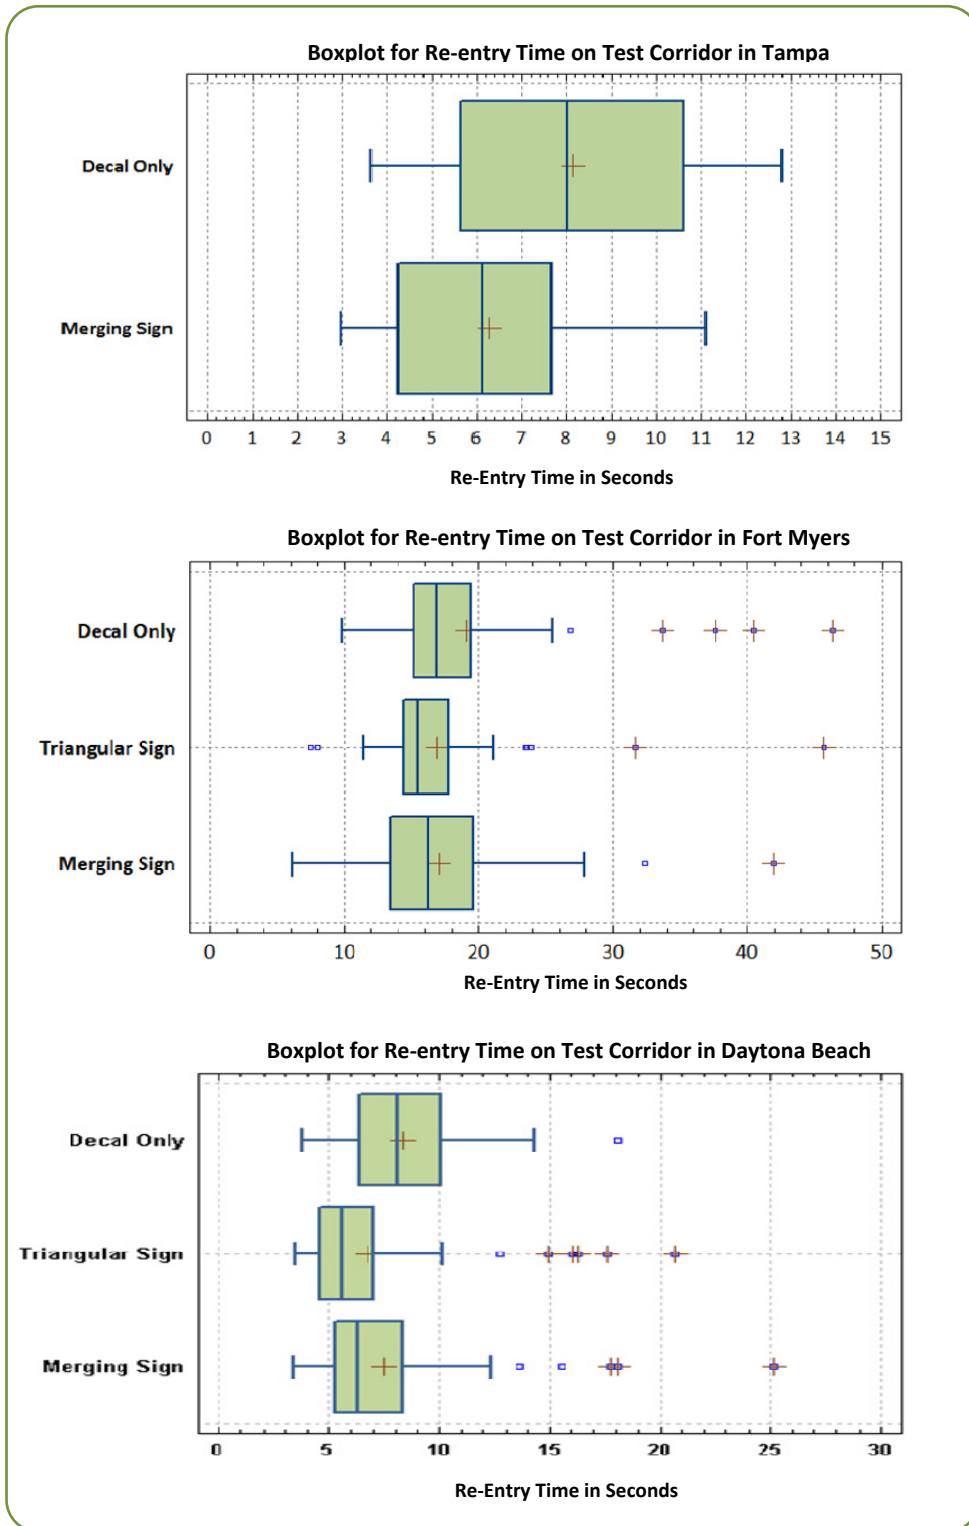 Boxplot for Re-entry Time on Test Corridor in Tampa
Decal Only
Merging Sign
0 1 2 3 4 5 6 7 8 9 10 11 12 13 14 15
Re-Entry Time in Seconds
Boxplot for Re-entry Time on Test Corridor in Fort Myers
Decal Only
Triangular Sign
Merging Sign
0 10 20 30 40 50
Re-Entry Time in Seconds
Boxplot for Re-entry Time on Test Corridor in Daytona Beach
Decal Only
Triangular Sign
Merging Sign
0 5 10 15 20 25 30
Re-Entry Time in Seconds